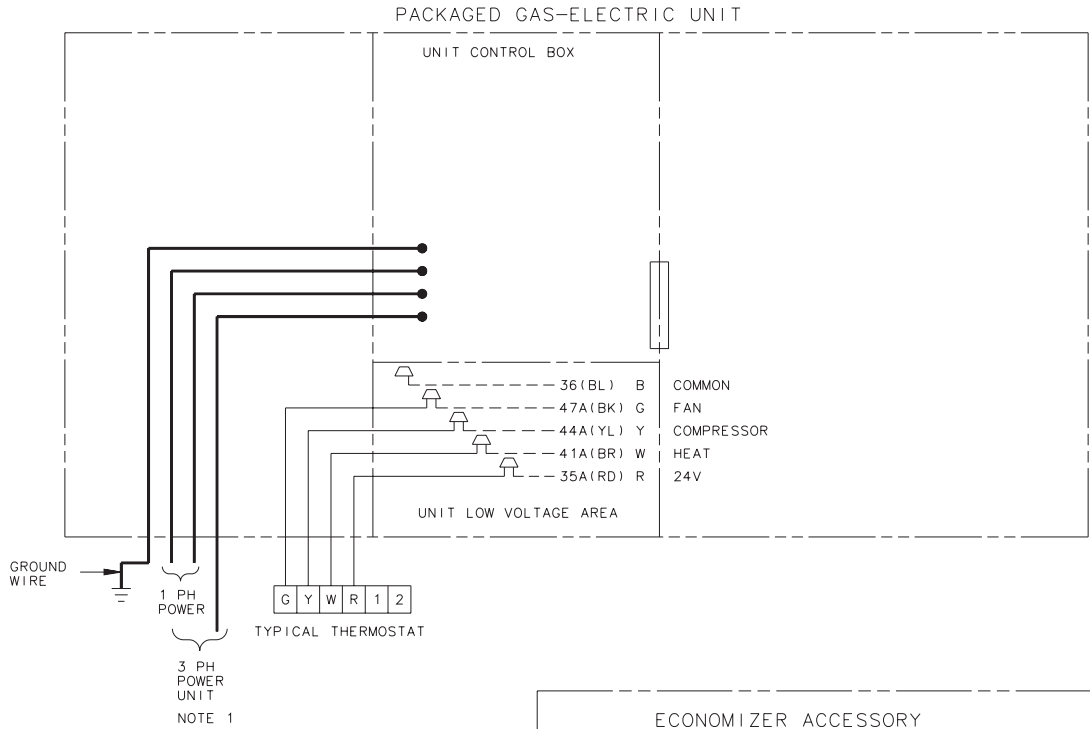 PACKAGED GAS-ELECTRIC UNIT
UNIT CONTROL BOX
36(BL) B COMMON
47A(BK) G FAN
44A(YL) Y COMPRESSOR
41A(BR) W HEAT
35A(RD) R 24V
UNIT LOW VOLTAGE AREA
GROUND
WIRE
1 PH
POWER
G Y W R 1 2
TYPICAL THERMOSTAT
3 PH
POWER
UNIT
NOTE 1
ECONOMIZER ACCESSORY